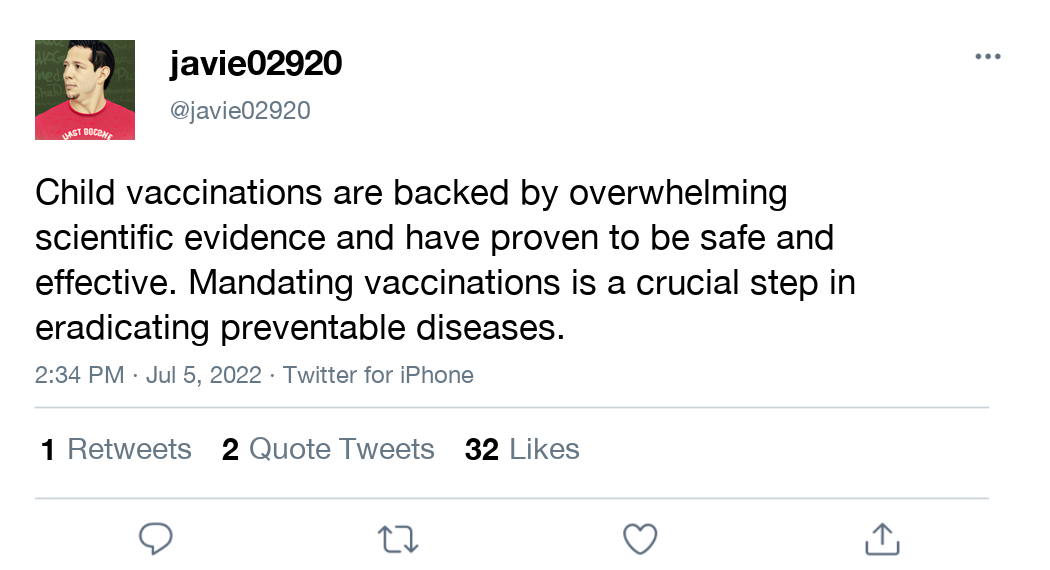 javie02920
@javie02920
Child vaccinations are backed by overwhelming
scientific evidence and have proven to be safe and
effective. Mandating vaccinations is a crucial step in
eradicating preventable diseases.
2:34 PM · Jul 5, 2022 · Twitter for iPhone
1 Retweets 2 Quote Tweets 32 Likes